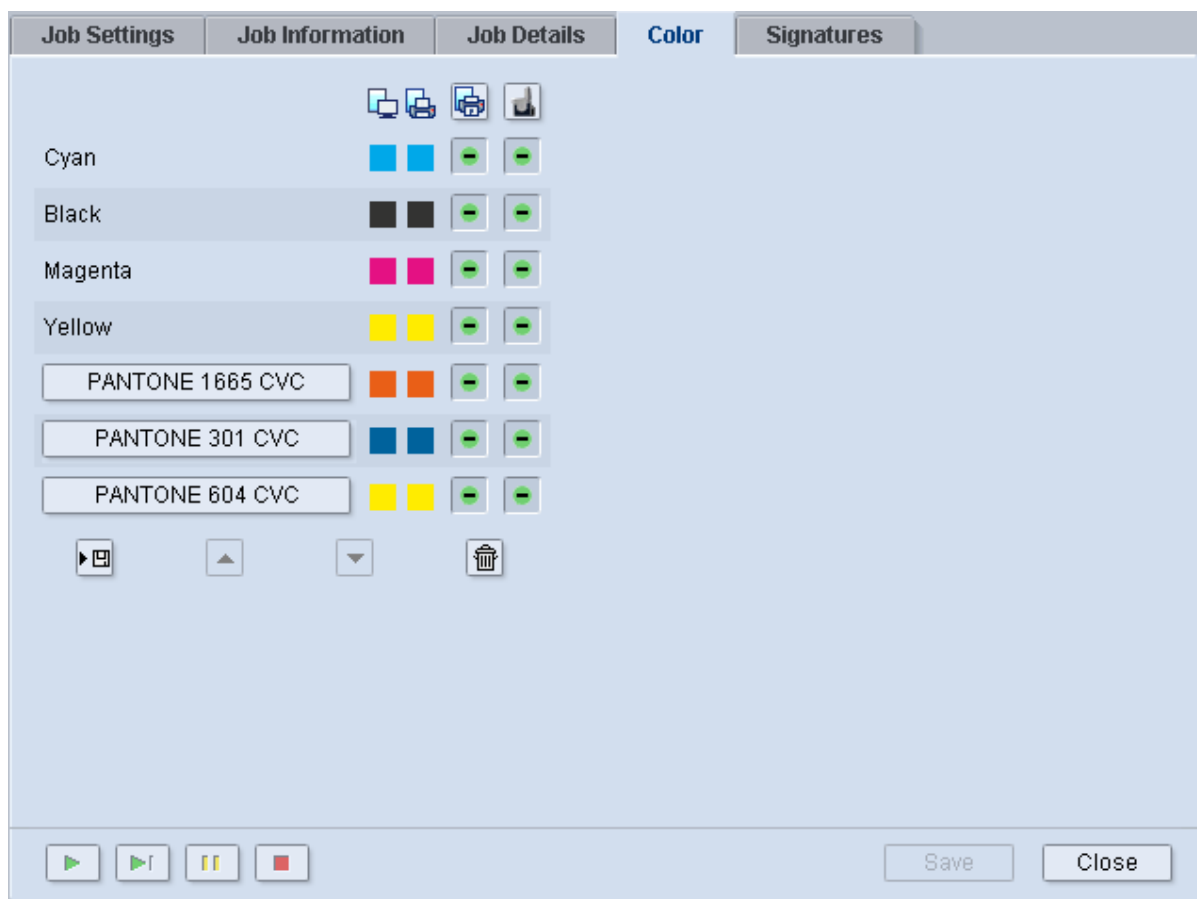 Job Settings Job Information Job Details Color Signatures
Cyan
Black
Magenta
Yellow
PANTONE 1665 CVC
PANTONE 301 CVC
PANTONE 604 CVC
Save Close